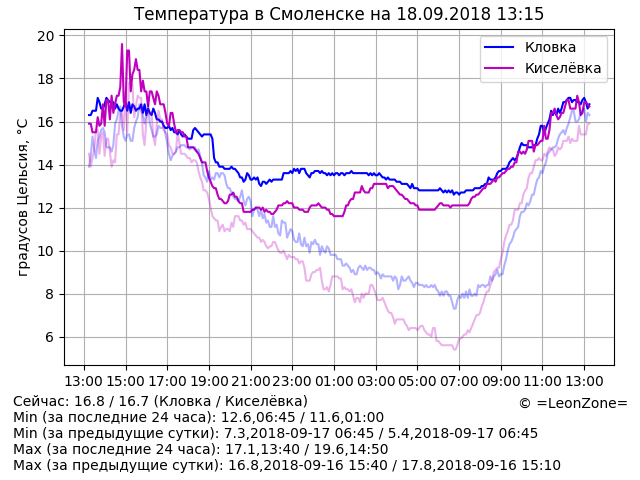 Температура в Смоленске на 18.09.2018 13:15
градусов Цельсия, °C
20
18
16
14
12
10
8
6
Кловка
Киселёвка
13:00 15:00 17:00 19:00 21:00 23:00 01:00 03:00 05:00 07:00 09:00 11:00 13:00
Сейчас: 16.8 / 16.7 (Кловка / Киселёвка)
© =LeonZone=
Min (за последние 24 часа): 12.6,06:45 / 11.6,01:00
Min (за предыдущие сутки): 7.3,2018-09-17 06:45 / 5.4,2018-09-17 06:45
Max (за последние 24 часа): 17.1,13:40 / 19.6,14:50
Max (за предыдущие сутки): 16.8,2018-09-16 15:40 / 17.8,2018-09-16 15:10